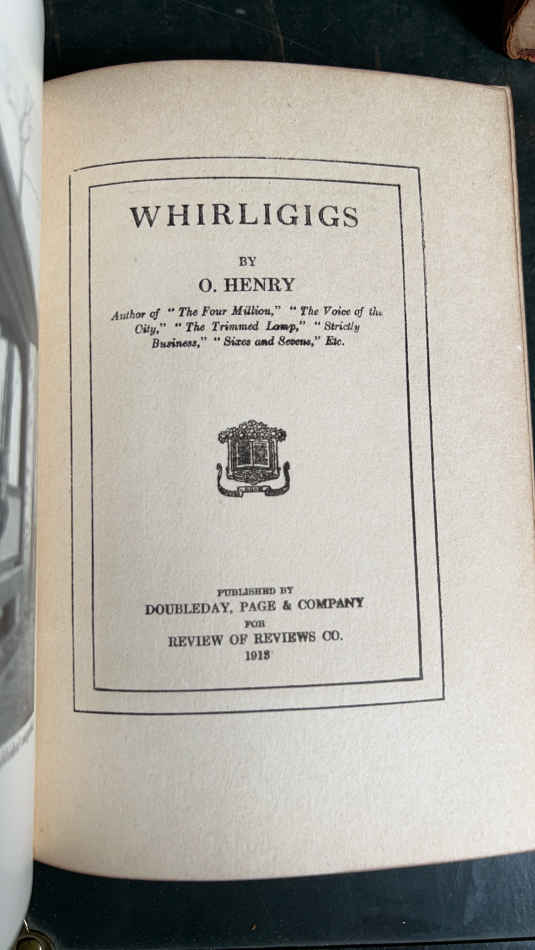 WHIRLIGIGS
BY
O. HENRY
Author of " The Four Million," " The Voice of the
City," " The Trimmed Lamp," " Strictly
Business," " Sixes and Sevens," Etc.
PUBLISHED BY
DOUBLEDAY, PAGE & COMPANY
FOR
REVIEW OF REVIEWS CO.
1913